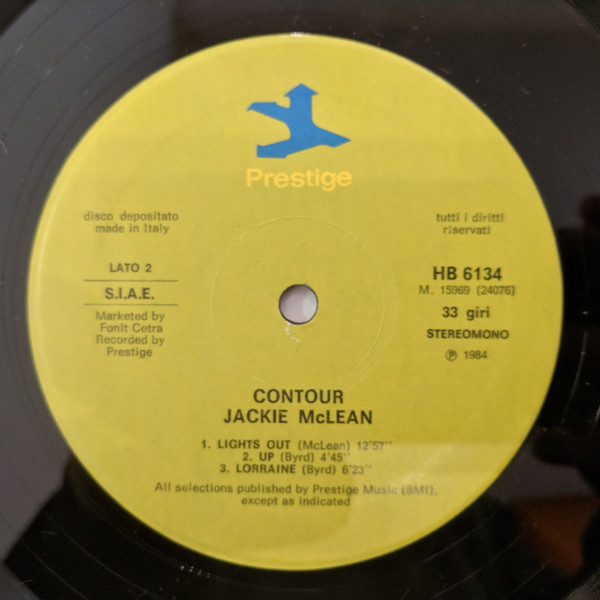 Prestige
disco depositato
made in Italy
tutti i diritti
riservati
LATO 2
S.I.A.E.
Marketed by
Fonit Cetra
Recorded by
Prestige
HB 6134
M. 15969 (24076)
33 giri
STEREOMONO
Ⓟ 1984
CONTOUR
JACKIE McLEAN
1. LIGHTS OUT (McLean) 12'57''
2. UP (Byrd) 4'45''
3. LORRAINE (Byrd) 6'23''
All selections published by Prestige Music (BMI),
except as indicated